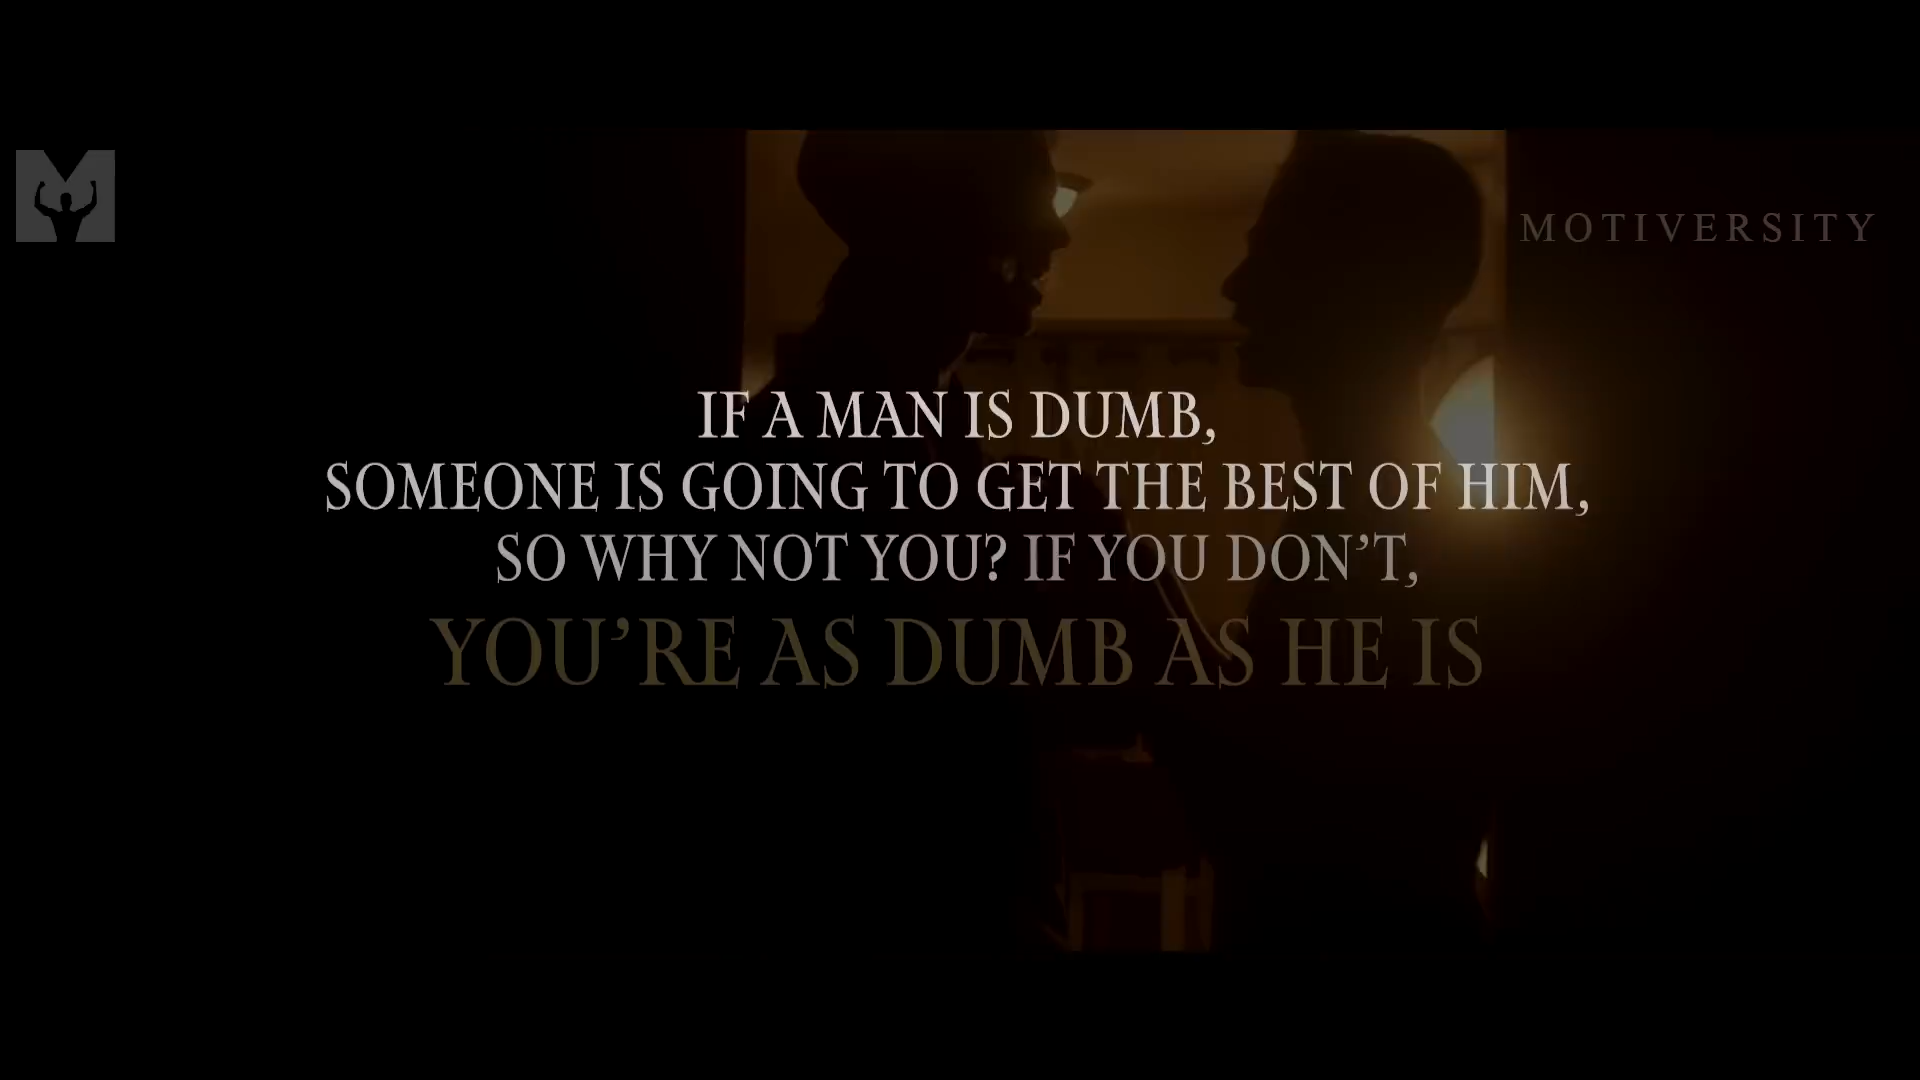 MOTIVERSITY
IF A MAN IS DUMB,
SOMEONE IS GOING TO GET THE BEST OF HIM,
SO WHY NOT YOU? IF YOU DON'T,
YOU'RE AS DUMB AS HE IS